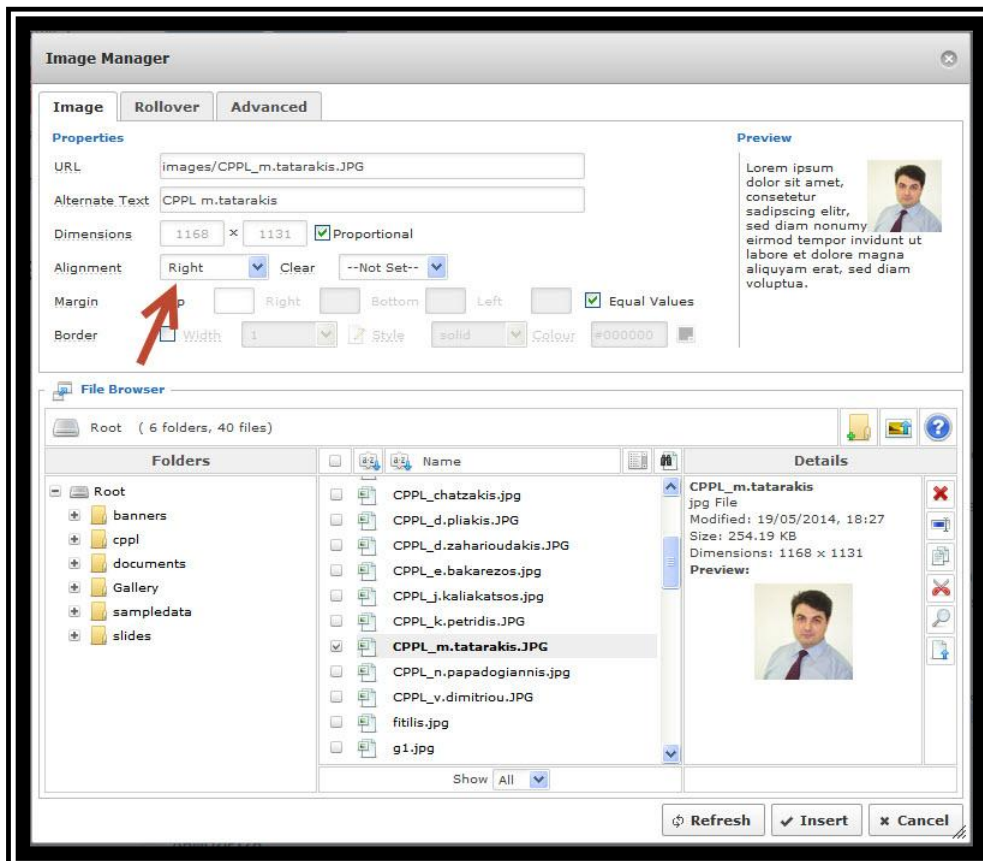 Image Manager
Image Rollover Advanced
Properties
URL images/CPPL_m.tatarakis.JPG
Alternate Text CPPL m.tatarakis
Dimensions 1168 × 1131 Proportional
Alignment Right Clear --Not Set--
Margin Right Bottom Left Equal Values
Border Width 1 Style solid Colour #000000
Preview
Lorem ipsum
dolor sit amet,
consetetur
sadipscing elitr,
sed diam nonumy
eirmod tempor invidunt ut
labore et dolore magna
aliquyam erat, sed diam
voluptua.
File Browser
Root ( 6 folders, 40 files)
Folders
Root
banners
cppl
documents
Gallery
sampledata
slides
Name
CPPL_chatzakis.jpg
CPPL_d.pliakis.JPG
CPPL_d.zaharioudakis.JPG
CPPL_e.bakarezos.jpg
CPPL_j.kaliakatsos.jpg
CPPL_k.petridis.JPG
CPPL_m.tatarakis.JPG
CPPL_n.papadogiannis.jpg
CPPL_v.dimitriou.JPG
fitilis.jpg
g1.jpg
Show All
Details
CPPL_m.tatarakis
jpg File
Modified: 19/05/2014, 18:27
Size: 254.19 KB
Dimensions: 1168 x 1131
Preview:
Refresh Insert Cancel